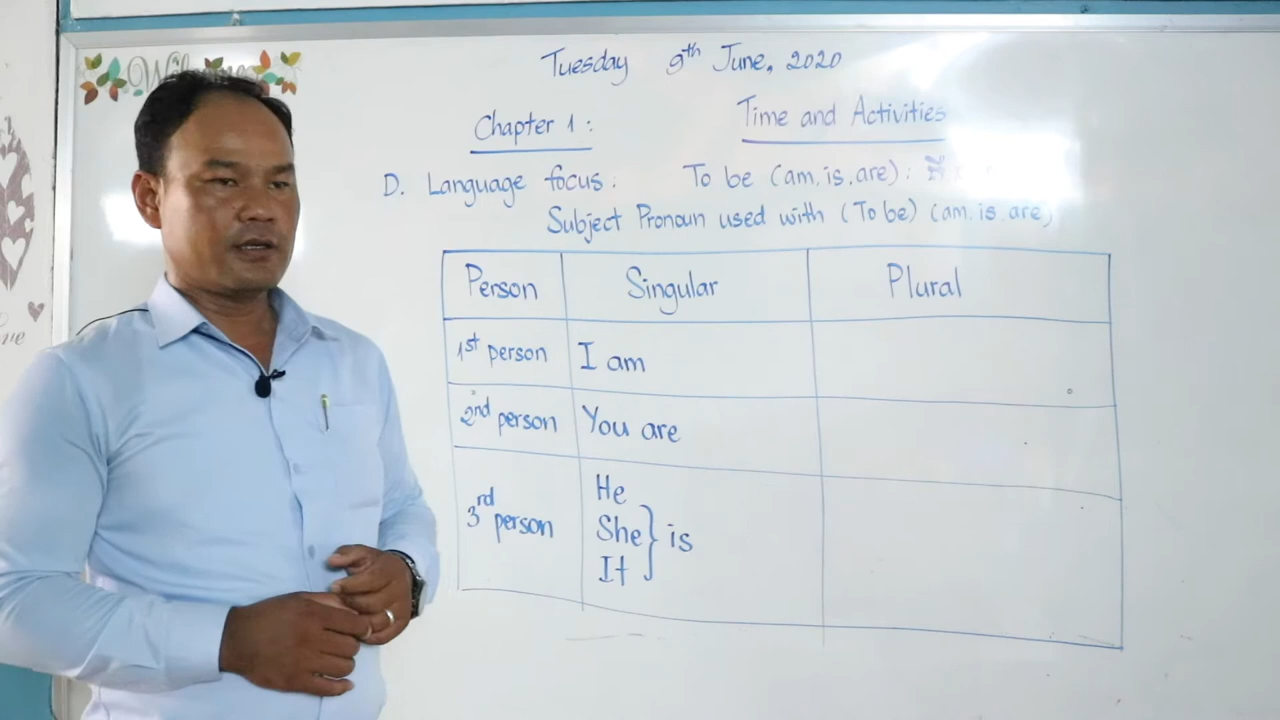 Welcome
Tuesday 9th June, 2020
Chapter 1: Time and Activities
D. Language focus: To be (am, is, are):
Subject Pronoun used with (To be) (am, is, are)
Person Singular Plural
1st person I am
2nd person You are
3rd person He
She } is
It